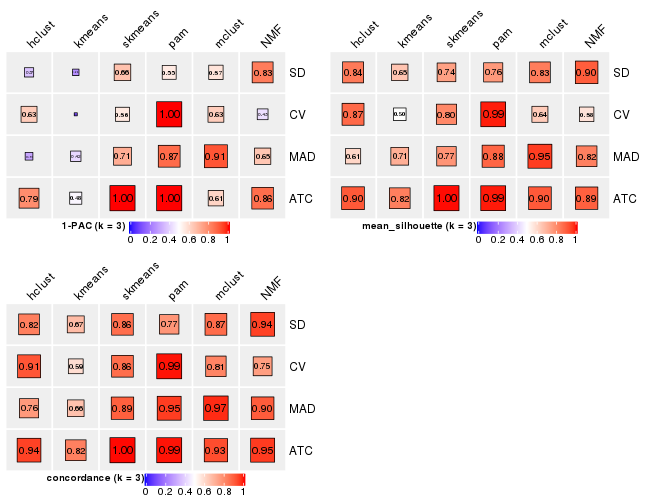 hclust kmeans skmeans pam mclust NMF
0.66 0.55 0.57 0.83 SD
0.63 0.56 1.00 0.63 CV
0.71 0.87 0.91 0.65 MAD
0.79 0.48 1.00 1.00 0.61 0.86 ATC
1-PAC (k = 3)
0 0.2 0.4 0.6 0.8 1
hclust kmeans skmeans pam mclust NMF
0.84 0.65 0.74 0.76 0.83 0.90 SD
0.87 0.50 0.80 0.99 0.64 0.58 CV
0.61 0.71 0.77 0.88 0.95 0.82 MAD
0.90 0.82 1.00 0.99 0.90 0.89 ATC
mean_silhouette (k = 3)
0 0.2 0.4 0.6 0.8 1
hclust kmeans skmeans pam mclust NMF
0.82 0.67 0.86 0.77 0.87 0.94 SD
0.91 0.59 0.86 0.99 0.81 0.75 CV
0.76 0.66 0.89 0.95 0.97 0.90 MAD
0.94 0.82 1.00 0.99 0.93 0.95 ATC
concordance (k = 3)
0 0.2 0.4 0.6 0.8 1